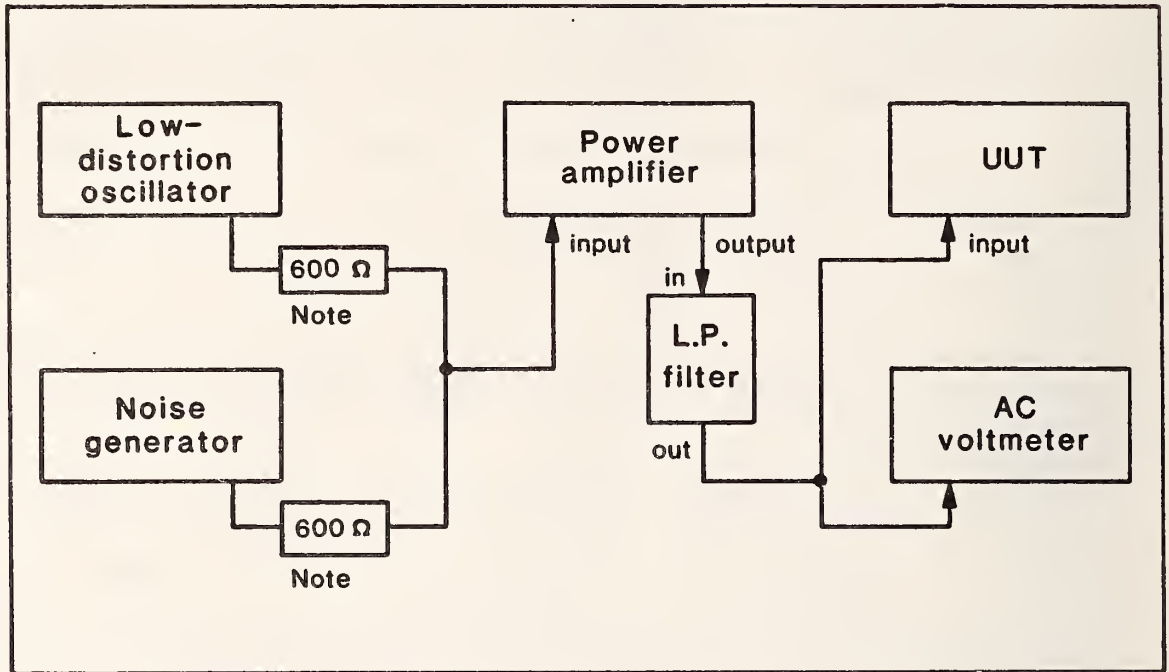 Low-
distortion
oscillator
600 Ω
Note
Noise
generator
600 Ω
Note
Power
amplifier
input
output
in
L.P.
filter
out
UUT
input
AC
voltmeter